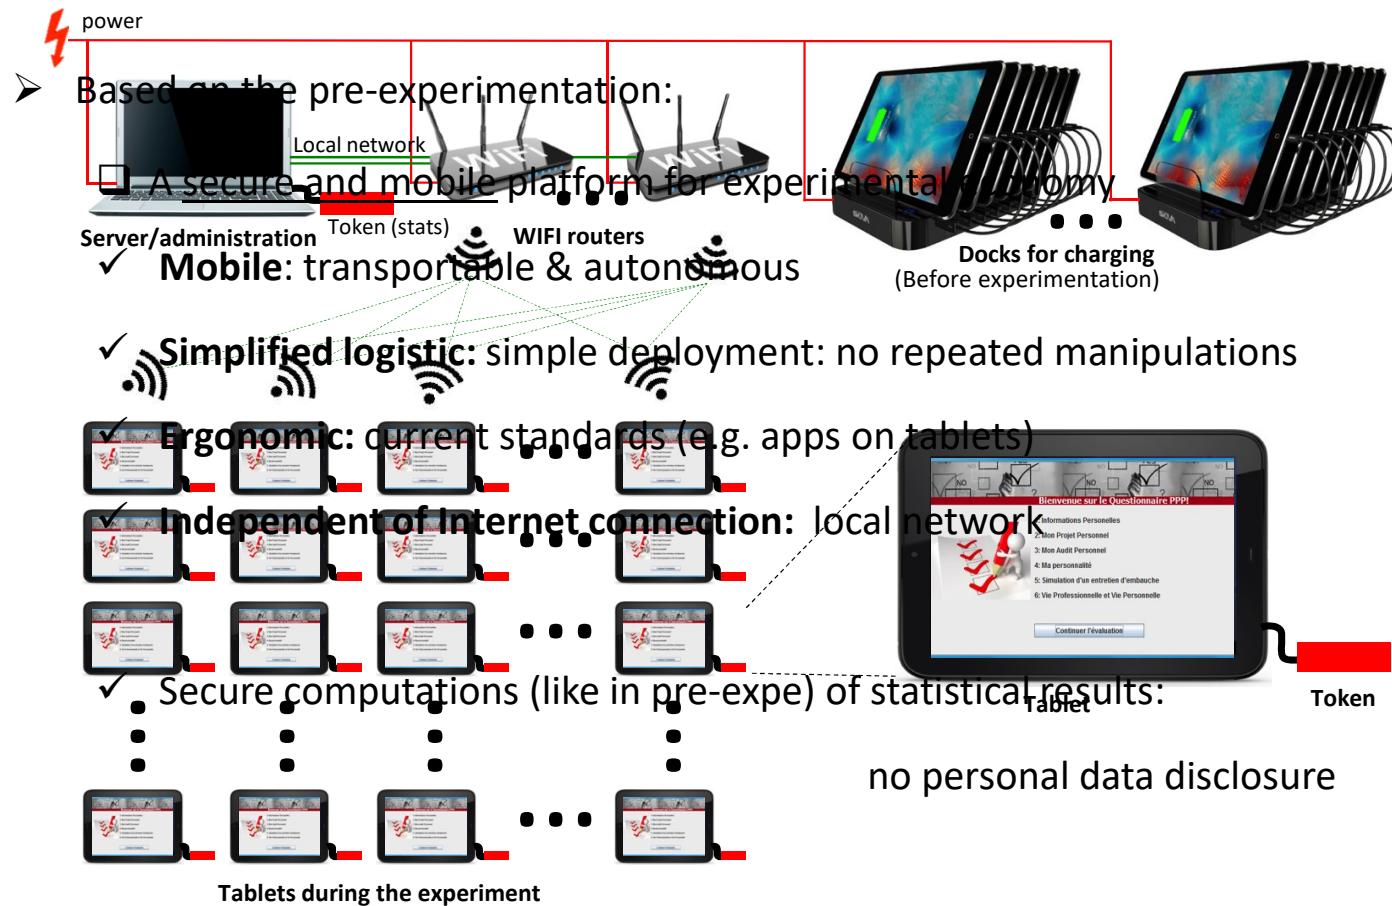 power
➢ Based on the pre-experimentation:
Local network
WiFi
WiFi
❑ A secure and mobile platform for experimental economy
Token (stats)
Server/administration
WIFI routers
Docks for charging
(Before experimentation)
✓ Mobile: transportable & autonomous
✓ Simplified logistic: simple deployment: no repeated manipulations
✓ Ergonomic: current standards (e.g. apps on tablets)
Bienvenue sur le Questionnaire PPP!
✓ Independent of Internet connection: local network
1: Informations Personelles
2: Mon Projet Personnel
3: Mon Audit Personnel
4: Ma personnalité
5: Simulation d'un entretien d'embauche
6: Vie Professionnelle et Vie Personnelle
Continuer l'évaluation
✓ Secure computations (like in pre-expe) of statistical results:
Tablet
Token
no personal data disclosure
Tablets during the experiment